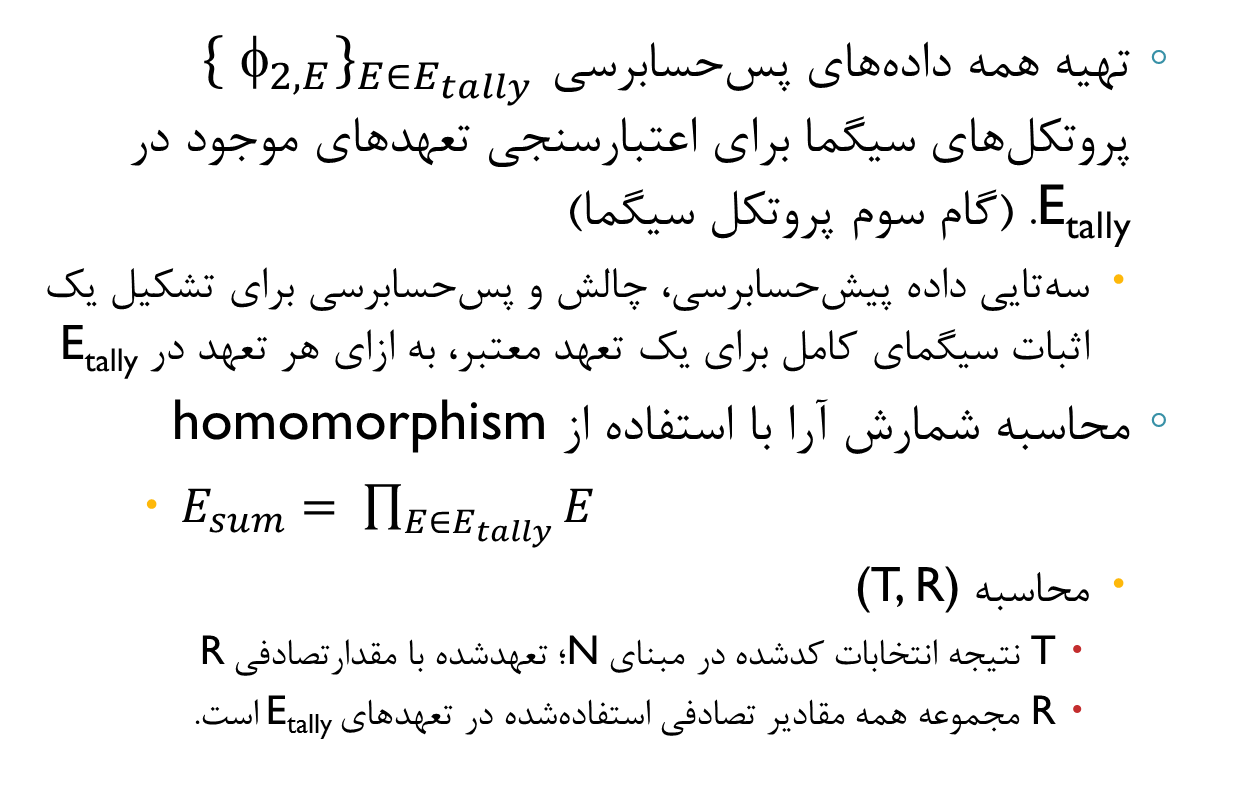 تهیه همه داده‌های پس‌حسابرسی { ϕ₂,E }E∈Etally
پروتکل‌های سیگما برای اعتبارسنجی تعهدهای موجود در
Etally. (گام سوم پروتکل سیگما)
سه‌تایی داده پیش‌حسابرسی، چالش و پس‌حسابرسی برای تشکیل یک
اثبات سیگمای کامل برای یک تعهد معتبر، به ازای هر تعهد در Etally
محاسبه شمارش آرا با استفاده از homomorphism
Esum = ∏E∈Etally E
محاسبه (T, R)
T نتیجه انتخابات کدشده در مبنای N؛ تعهدشده با مقدارتصادفی R
R مجموعه همه مقادیر تصادفی استفاده‌شده در تعهدهای Etally است.